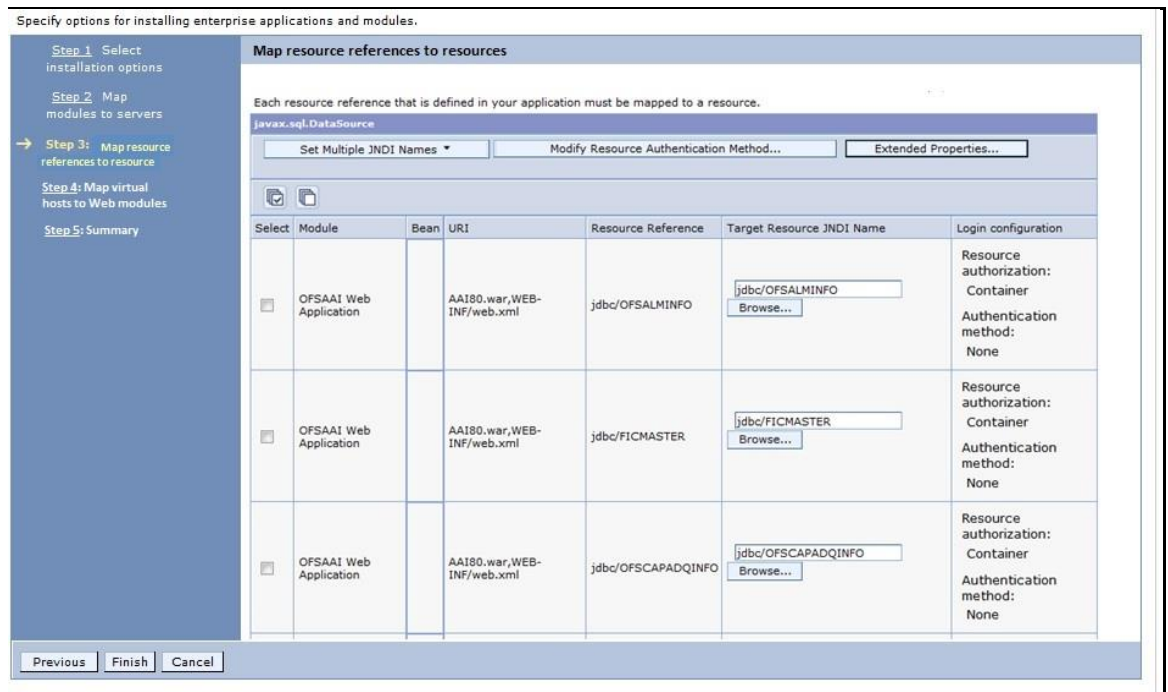 Specify options for installing enterprise applications and modules.
Step 1 Select
installation options
Step 2 Map
modules to servers
Step 3: Map resource
references to resource
Step 4: Map virtual
hosts to Web modules
Step 5: Summary
Map resource references to resources
Each resource reference that is defined in your application must be mapped to a resource.
javax.sql.DataSource
Set Multiple JNDI Names
Modify Resource Authentication Method...
Extended Properties...
Select Module Bean URI Resource Reference Target Resource JNDI Name Login configuration
OFSAAI Web
Application
AAI80.war,WEB-
INF/web.xml
jdbc/OFSALMINFO
jdbc/OFSALMINFO
Browse...
Resource
authorization:
Container
Authentication
method:
None
OFSAAI Web
Application
AAI80.war,WEB-
INF/web.xml
jdbc/FICMASTER
jdbc/FICMASTER
Browse...
Resource
authorization:
Container
Authentication
method:
None
OFSAAI Web
Application
AAI80.war,WEB-
INF/web.xml
jdbc/OFSCAPADQINFO
jdbc/OFSCAPADQINFO
Browse...
Resource
authorization:
Container
Authentication
method:
None
Previous Finish Cancel